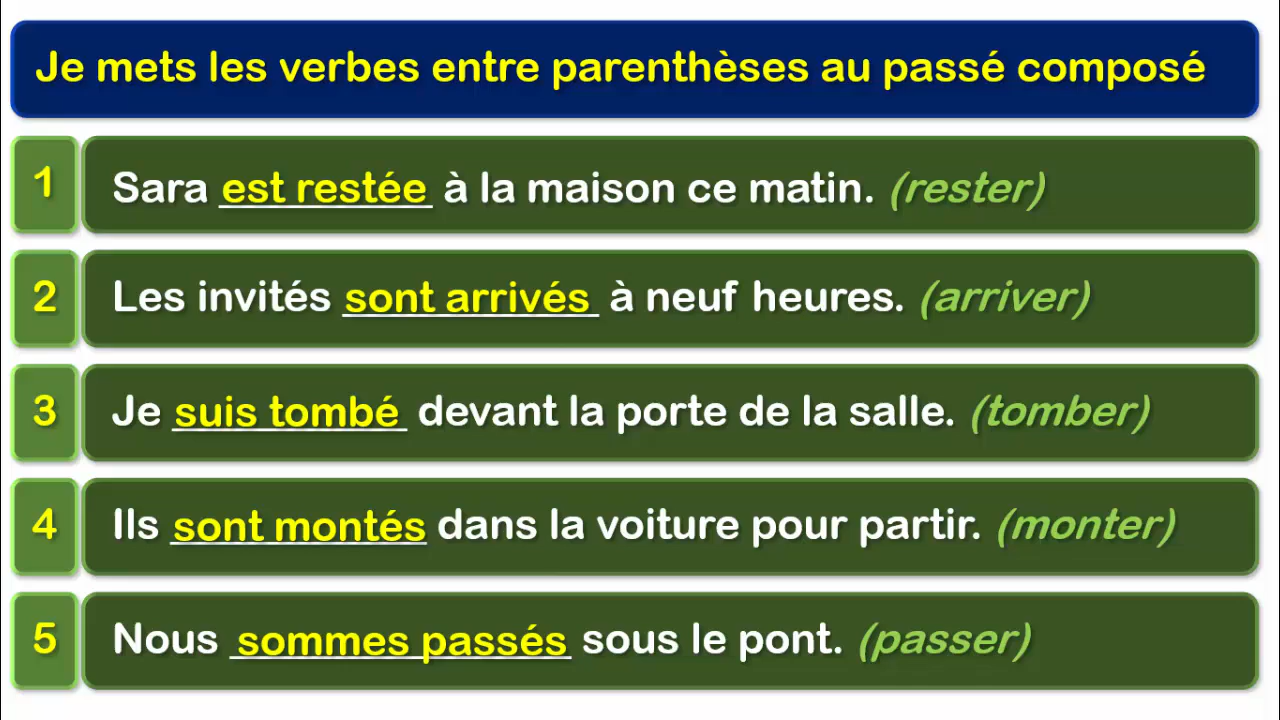 Je mets les verbes entre parenthèses au passé composé
1 Sara est restée à la maison ce matin. (rester)
2 Les invités sont arrivés à neuf heures. (arriver)
3 Je suis tombé devant la porte de la salle. (tomber)
4 Ils sont montés dans la voiture pour partir. (monter)
5 Nous sommes passés sous le pont. (passer)